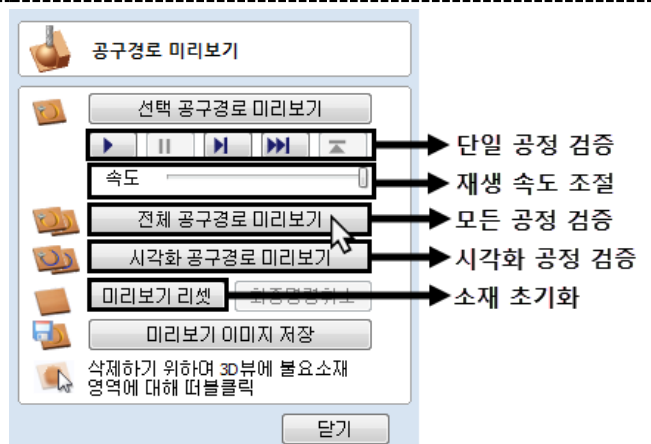 공구경로 미리보기
선택 공구경로 미리보기
단일 공정 검증
속도
재생 속도 조절
전체 공구경로 미리보기
모든 공정 검증
시각화 공구경로 미리보기
시각화 공정 검증
미리보기 리셋
최종명령취소
소재 초기화
미리보기 이미지 저장
삭제하기 위하며 3D뷰에 불요소재
영역에 대해 떠블클릭
닫기